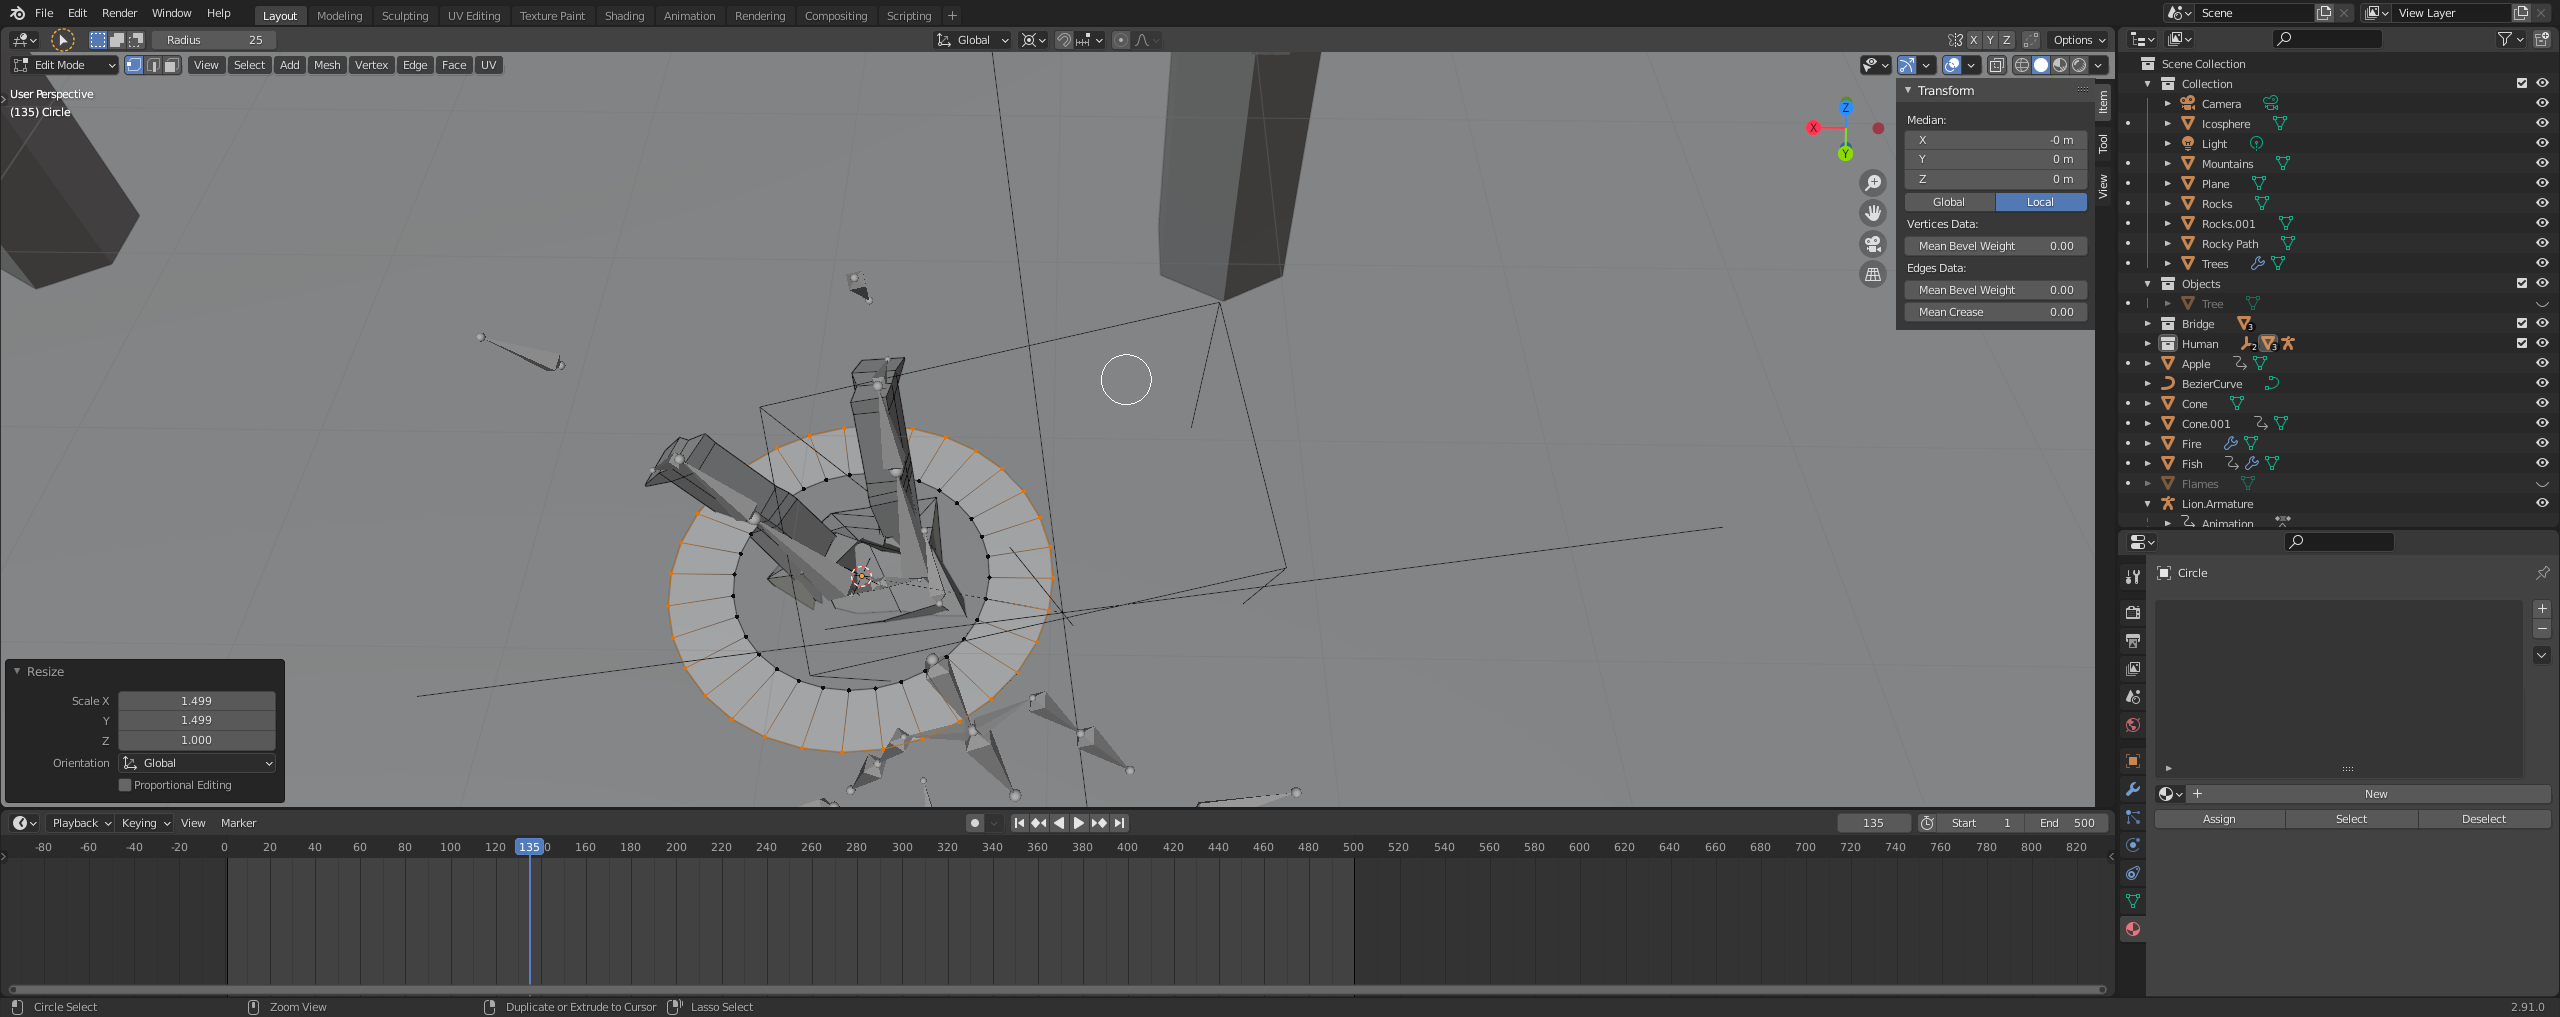 File Edit Render Window Help Layout Modeling Sculpting UV Editing Texture Paint Shading Animation Rendering Compositing Scripting + Scene View Layer
Radius 25 Global X Y Z Options
Edit Mode View Select Add Mesh Vertex Edge Face UV
User Perspective
(135) Circle
Z
X
Y
Transform
Median:
X -0 m
Y 0 m
Z 0 m
Global Local
Vertices Data:
Mean Bevel Weight 0.00
Edges Data:
Mean Bevel Weight 0.00
Mean Crease 0.00
Item
Tool
View
Scene Collection
Collection
Camera
Icosphere
Light
Mountains
Plane
Rocks
Rocks.001
Rocky Path
Trees
Objects
Tree
Bridge 3
Human 2 3
Apple
BezierCurve
Cone
Cone.001
Fire
Fish
Flames
Lion.Armature
Animation
Resize
Scale X 1.499
Y 1.499
Z 1.000
Orientation Global
Proportional Editing
Circle
New
Assign Select Deselect
Playback Keying View Marker 135 Start 1 End 500
-80 -60 -40 -20 0 20 40 60 80 100 120 135 160 180 200 220 240 260 280 300 320 340 360 380 400 420 440 460 480 500 520 540 560 580 600 620 640 660 680 700 720 740 760 780 800 820
Circle Select Zoom View Duplicate or Extrude to Cursor Lasso Select 2.91.0